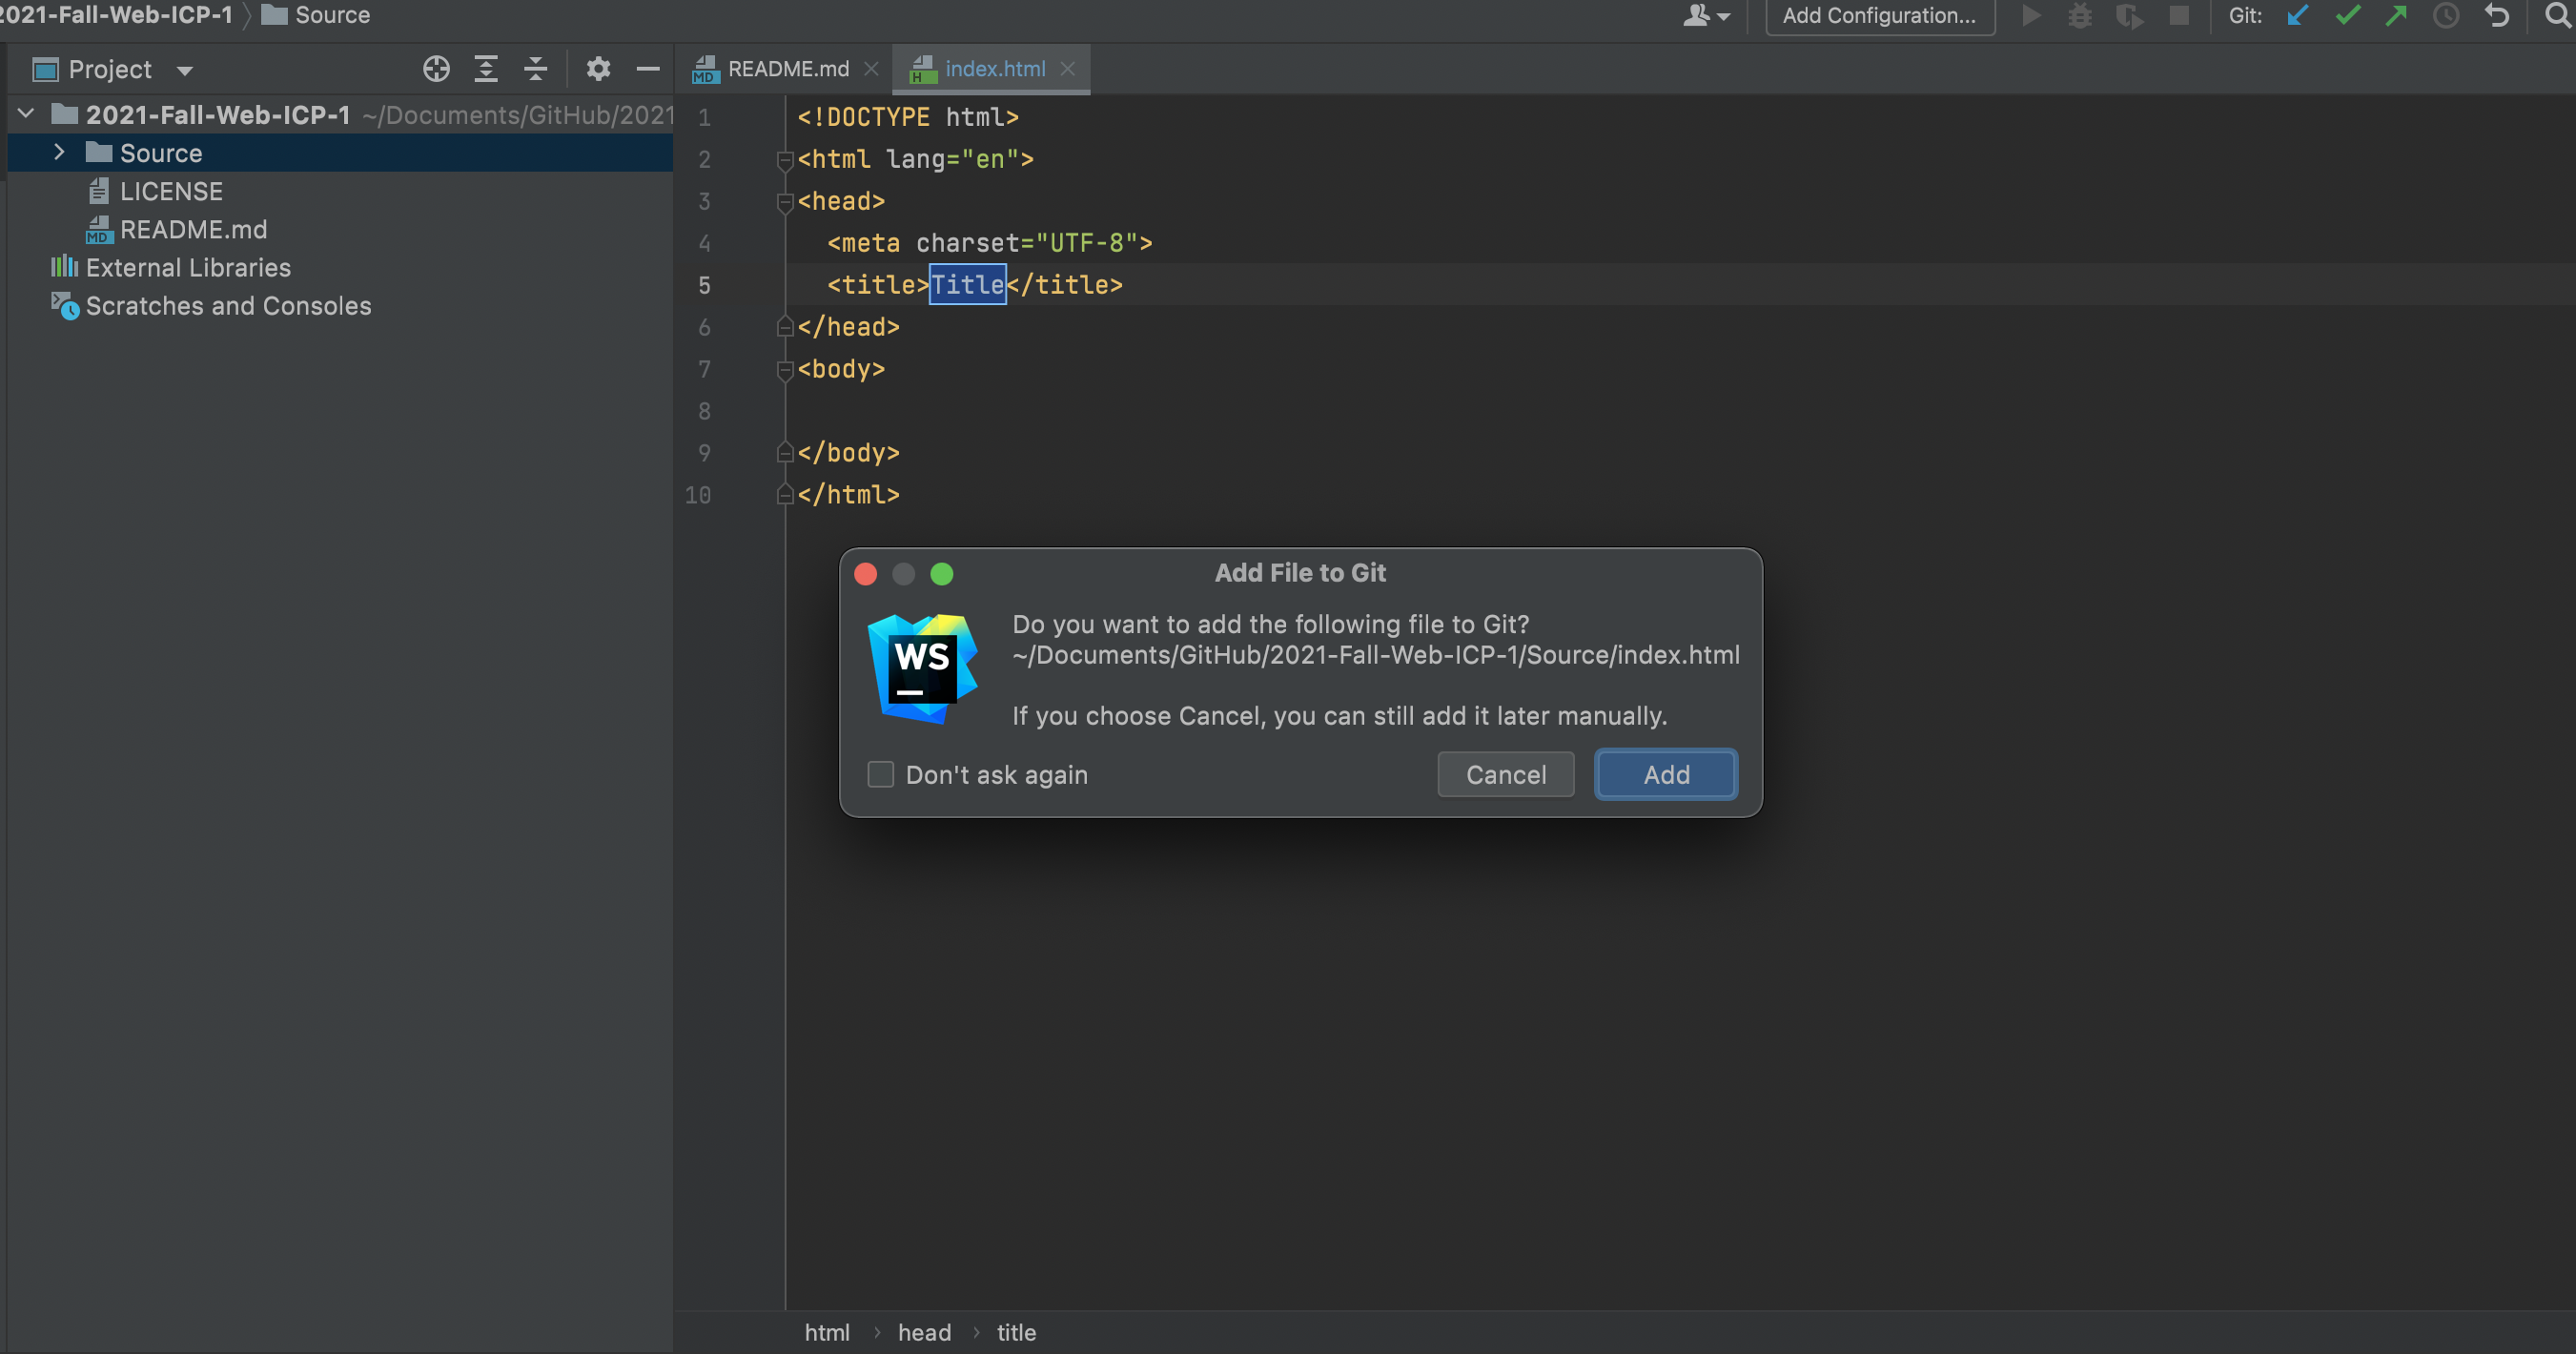 2021-Fall-Web-ICP-1 Source
Add Configuration... Git:
Project
README.md index.html
2021-Fall-Web-ICP-1 ~/Documents/GitHub/2021
Source
LICENSE
MD README.md
External Libraries
Scratches and Consoles
MD
H
1 <!DOCTYPE html>
2 <html lang="en">
3 <head>
4 <meta charset="UTF-8">
5 <title>Title</title>
6 </head>
7 <body>
8
9 </body>
10 </html>
Add File to Git
WS
Do you want to add the following file to Git?
~/Documents/GitHub/2021-Fall-Web-ICP-1/Source/index.html
If you choose Cancel, you can still add it later manually.
Don't ask again
Cancel Add
html head title